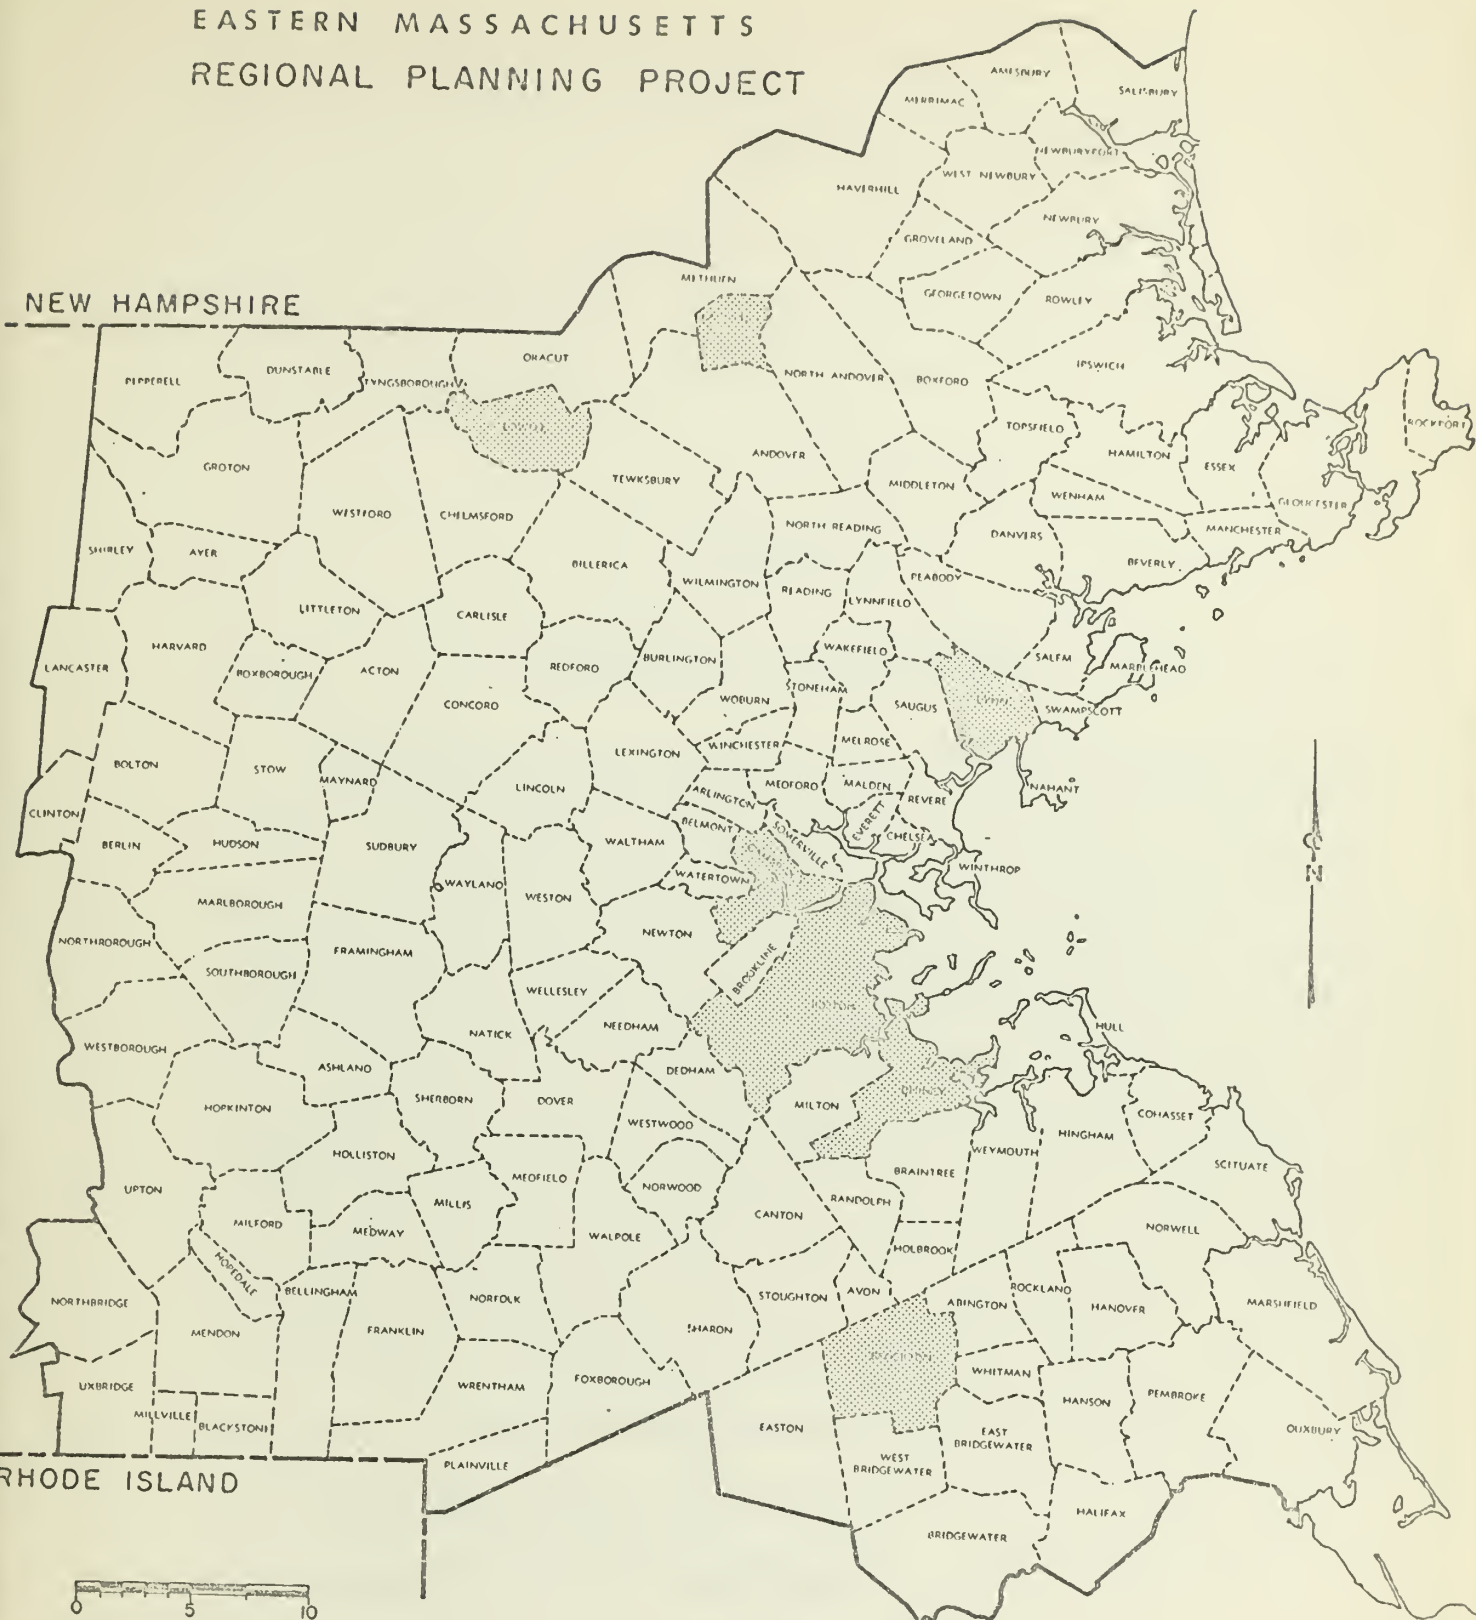 EASTERN MASSACHUSETTS
REGIONAL PLANNING PROJECT
AMESBURY
SALISBURY
MERRIMAC
NEWBURYPORT
WEST NEWBURY
HAVERHILL
NEWBURY
GROVELAND
METHUEN
GEORGETOWN
ROWLEY
NEW HAMPSHIRE
DRACUT
IPSWICH
PEPPERELL
DUNSTABLE
TYNGSBOROUGH
NORTH ANDOVER
BOXFORD
ROCKPORT
LOWELL
TOPSFIELD
HAMILTON
GROTON
ANDOVER
ESSEX
TEWKSBURY
MIDDLETON
WENHAM
GLOUCESTER
WESTFORD
CHELMSFORD
NORTH READING
MANCHESTER
DANVERS
SHIRLEY
AYER
BILLERICA
BEVERLY
WILMINGTON
PEABODY
READING
LYNNFIELD
LITTLETON
CARLISLE
HARVARD
WAKEFIELD
LANCASTER
BOXBOROUGH
ACTON
BEDFORD
BURLINGTON
SALEM
MARBLEHEAD
STONEHAM
CONCORD
WOBURN
SAUGUS
LYNN
SWAMPSCOTT
LEXINGTON
WINCHESTER
MELROSE
BOLTON
STOW
MAYNARD
LINCOLN
ARLINGTON
MEDFORD
MALDEN
REVERE
NAHANT
CLINTON
BELMONT
SOMERVILLE
EVERETT
CHELSEA
BERLIN
HUDSON
SUDBURY
WALTHAM
WINTHROP
WATERTOWN
WAYLAND
WESTON
MARLBOROUGH
NORTHBOROUGH
FRAMINGHAM
NEWTON
BROOKLINE
SOUTHBOROUGH
WELLESLEY
BOSTON
N
WESTBOROUGH
NATICK
NEEDHAM
HULL
ASHLAND
DEDHAM
HOPKINTON
SHERBORN
DOVER
MILTON
QUINCY
COHASSET
WESTWOOD
HINGHAM
HOLLISTON
WEYMOUTH
SCITUATE
BRAINTREE
UPTON
MEDFIELD
NORWOOD
RANDOLPH
MILFORD
MILLIS
MEDWAY
CANTON
NORWELL
WALPOLE
HOLBROOK
HOPEDALE
NORTHBRIDGE
BELLINGHAM
NORFOLK
STOUGHTON
AVON
ABINGTON
ROCKLAND
HANOVER
MARSHFIELD
MENDON
FRANKLIN
SHARON
BROCKTON
UXBRIDGE
WRENTHAM
FOXBOROUGH
WHITMAN
HANSON
PEMBROKE
MILLVILLE
BLACKSTONE
EASTON
EAST
BRIDGEWATER
DUXBURY
WEST
BRIDGEWATER
PLAINVILLE
RHODE ISLAND
BRIDGEWATER
HALIFAX
0 5 10